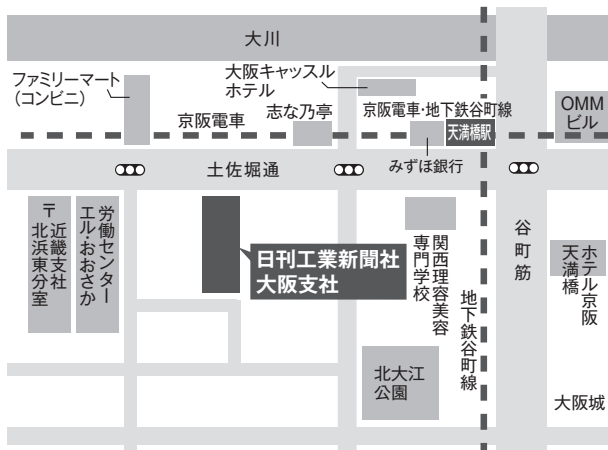 大川
ファミリーマート
（コンビニ）
大阪キャッスル
ホテル
京阪電車
志な乃亭
京阪電車・地下鉄谷町線
天満橋駅
OMM
ビル
みずほ銀行
土佐堀通
〒
近畿支社
北浜東分室
労働センター
エル・おおさか
日刊工業新聞社
大阪支社
関西理容美容
専門学校
地下鉄谷町線
谷町筋
ホテル京阪
天満橋
北大江
公園
大阪城